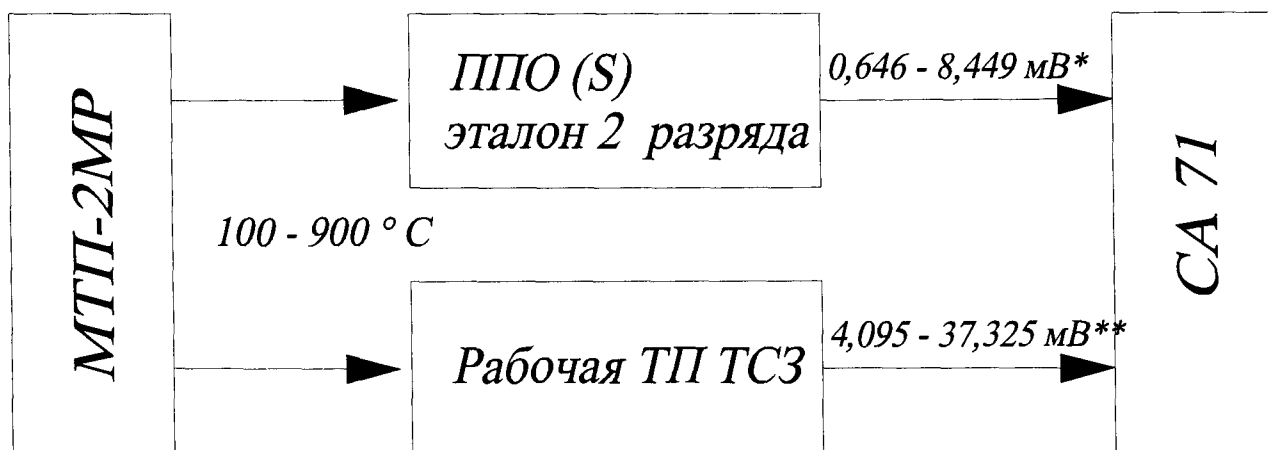 МТП-2МР
ППО (S)
эталон 2 разряда
0,646 - 8,449 мВ*
100 - 900 ° С
Рабочая ТП ТСЗ
4,095 - 37,325 мВ**
СА 71